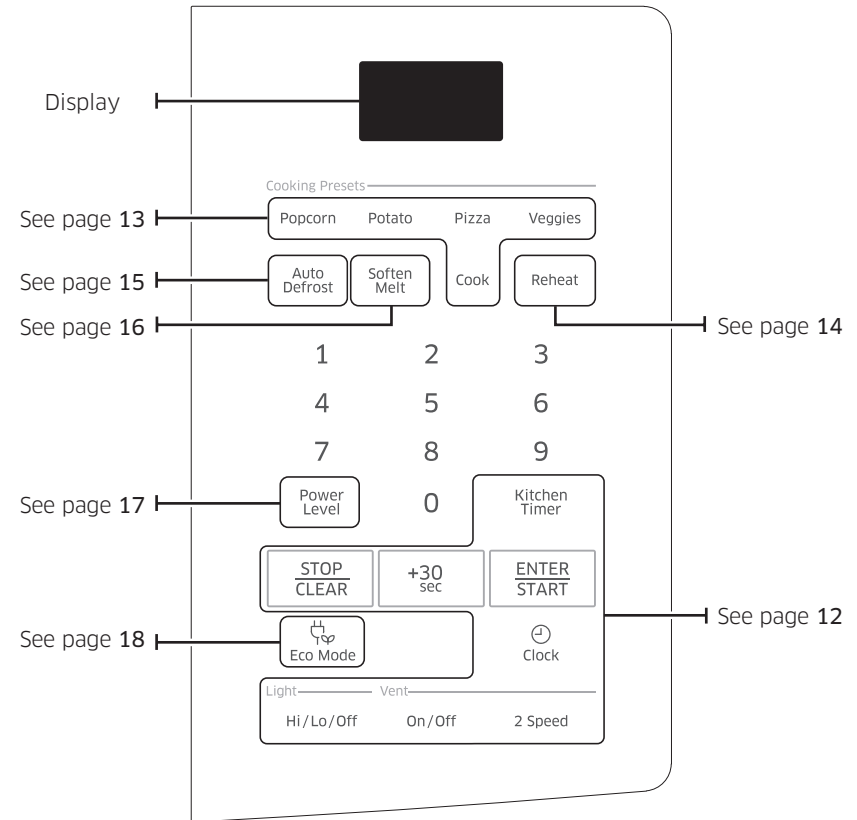 Display
Cooking Presets
See page 13
Popcorn Potato Pizza Veggies
See page 15
Auto
Defrost
Soften
Melt
Cook
Reheat
See page 16
See page 14
1 2 3
4 5 6
7 8 9
See page 17
Power
Level
0
Kitchen
Timer
STOP
CLEAR
+30
sec
ENTER
START
See page 12
See page 18
Eco Mode
Clock
Light Vent
Hi/Lo/Off On/Off 2 Speed